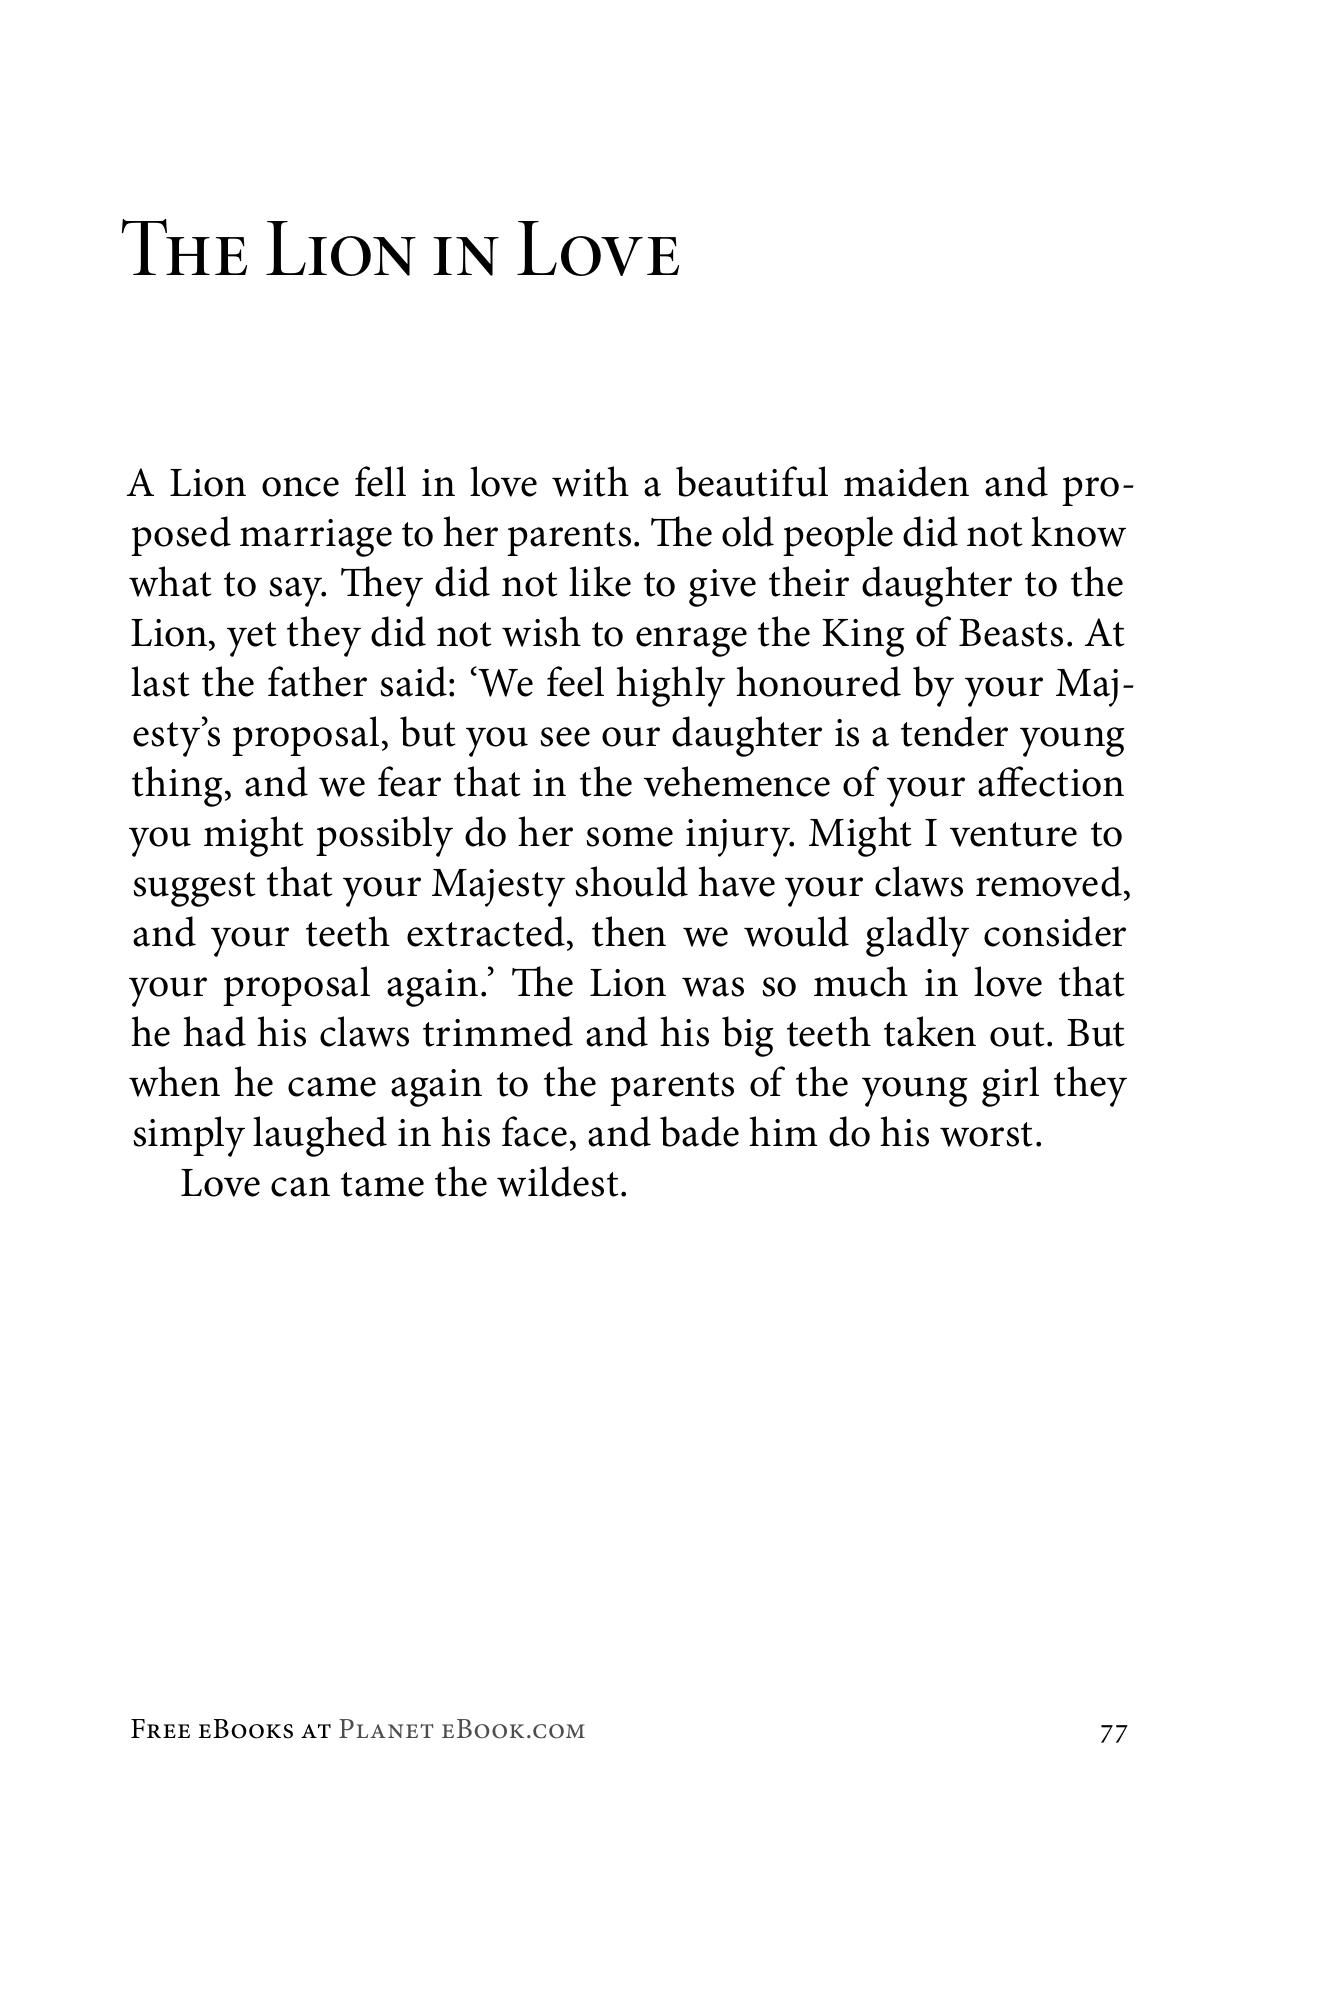 The Lion in Love
A Lion once fell in love with a beautiful maiden and pro-
posed marriage to her parents. The old people did not know
what to say. They did not like to give their daughter to the
Lion, yet they did not wish to enrage the King of Beasts. At
last the father said: ‘We feel highly honoured by your Maj-
esty’s proposal, but you see our daughter is a tender young
thing, and we fear that in the vehemence of your affection
you might possibly do her some injury. Might I venture to
suggest that your Majesty should have your claws removed,
and your teeth extracted, then we would gladly consider
your proposal again.’ The Lion was so much in love that
he had his claws trimmed and his big teeth taken out. But
when he came again to the parents of the young girl they
simply laughed in his face, and bade him do his worst.
Love can tame the wildest.
Free eBooks at Planet eBook.com 77